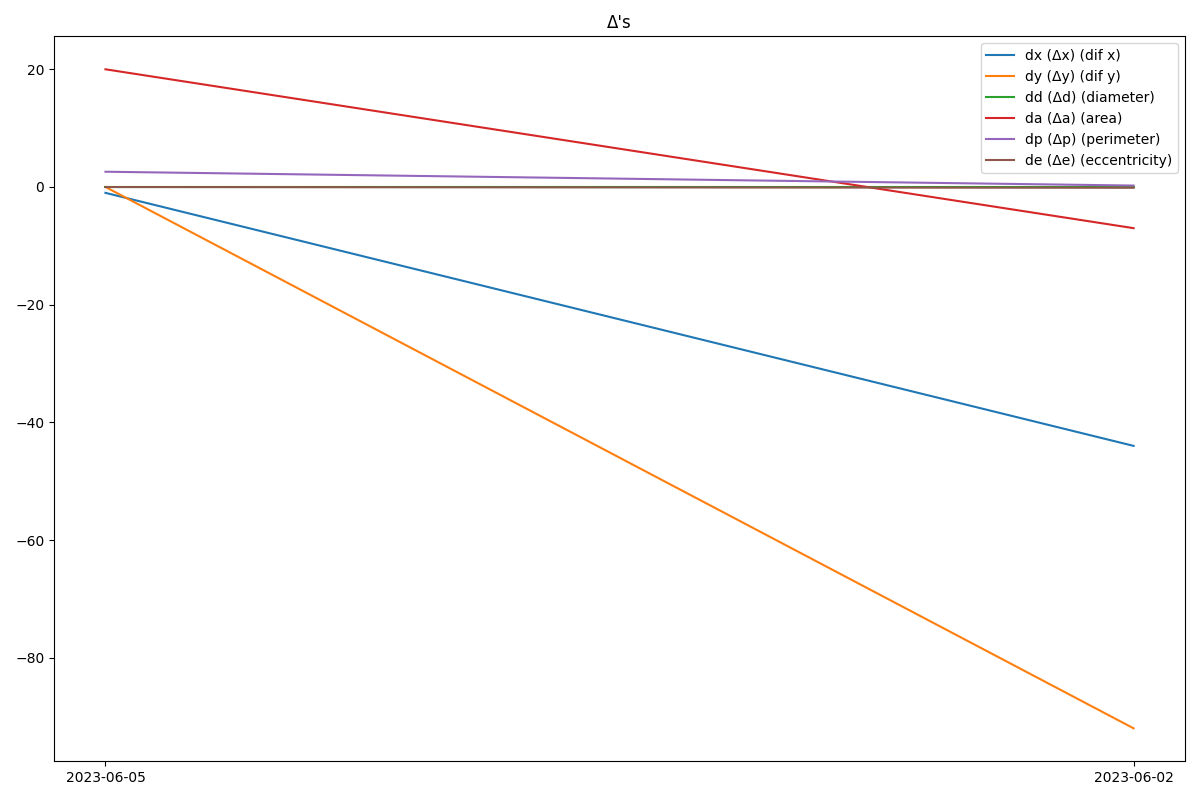 Δ's
dx (Δx) (dif x)
dy (Δy) (dif y)
dd (Δd) (diameter)
da (Δa) (area)
dp (Δp) (perimeter)
de (Δe) (eccentricity)
20
0
−20
−40
−60
−80
2023-06-05
2023-06-02